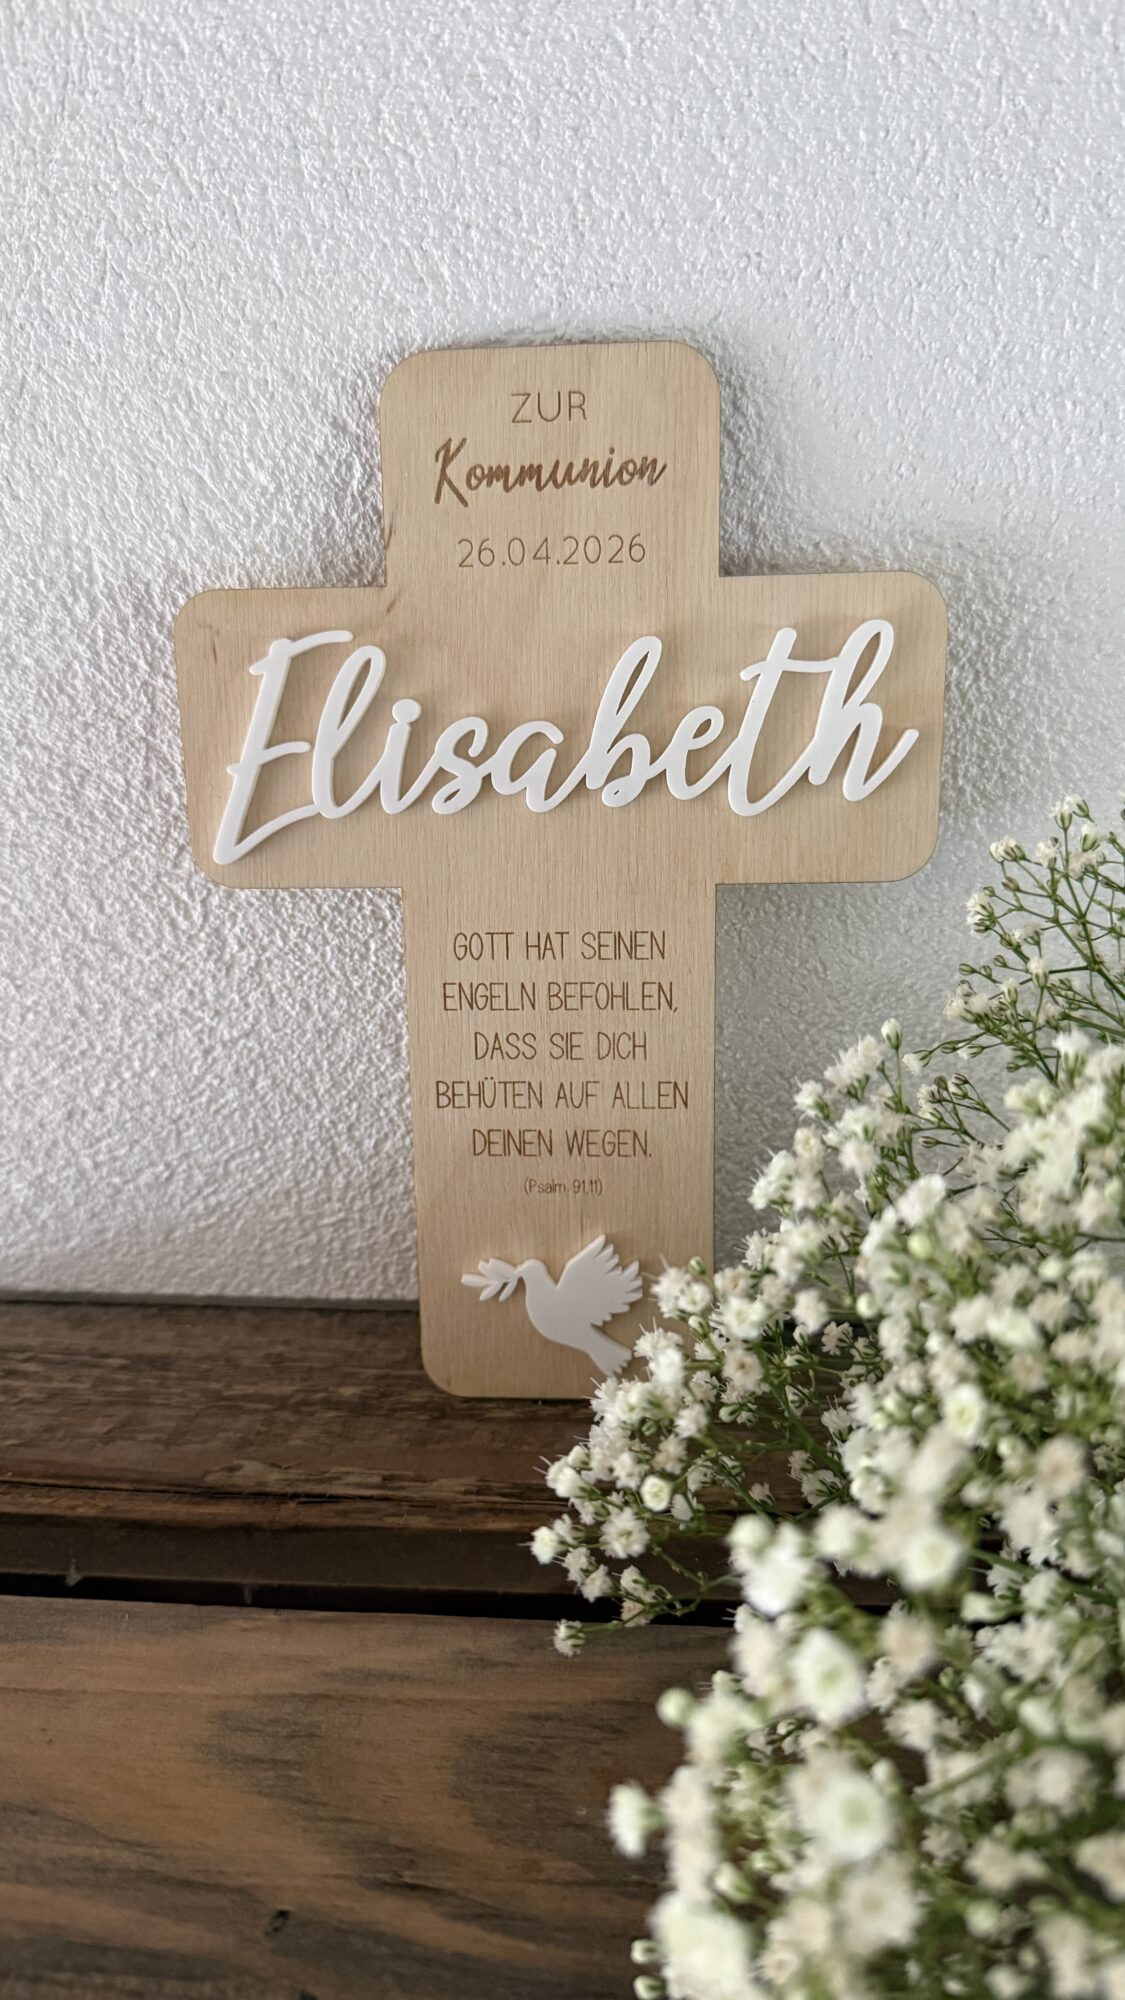 ZUR
Kommunion
26.04.2026
Elisabeth
GOTT HAT SEINEN
ENGELN BEFOHLEN,
DASS SIE DICH
BEHÜTEN AUF ALLEN
DEINEN WEGEN.
(Psalm 91,11)